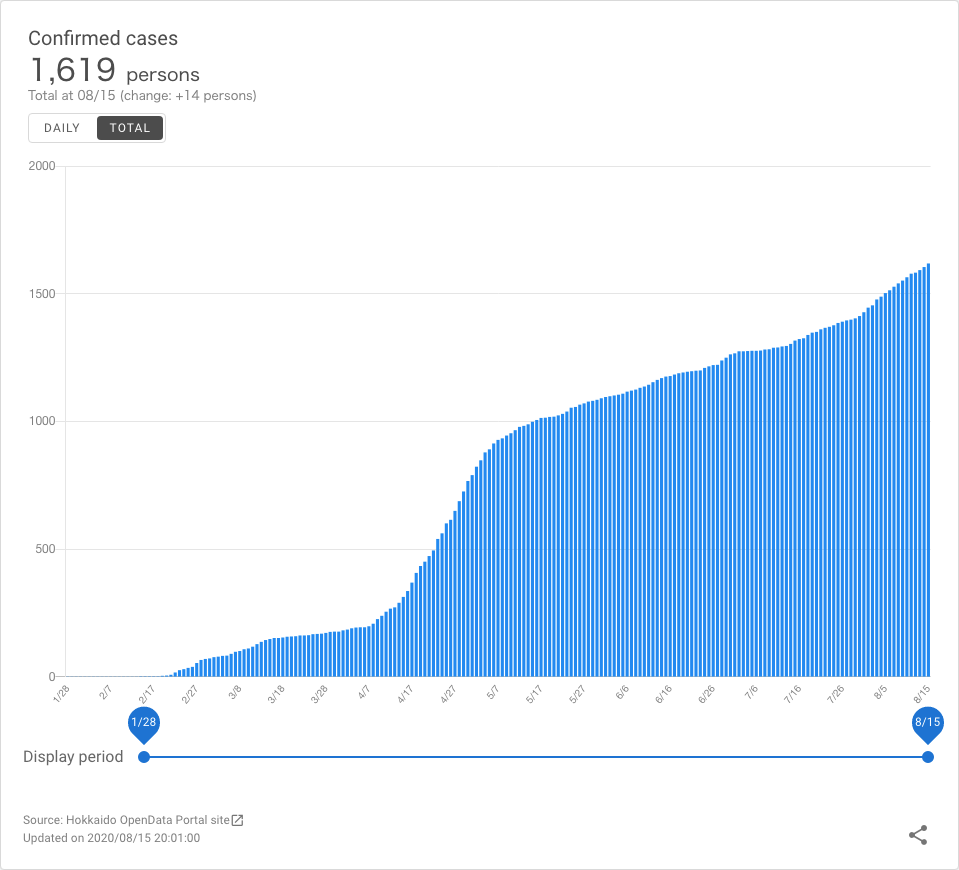 Confirmed cases
1,619 persons
Total at 08/15 (change: +14 persons)
DAILY TOTAL
2000
1500
1000
500
0
1/28 2/7 2/17 2/27 3/8 3/18 3/28 4/7 4/17 4/27 5/7 5/17 5/27 6/6 6/16 6/26 7/6 7/16 7/26 8/5 8/15
1/28 8/15
Display period
Source: Hokkaido OpenData Portal site
Updated on 2020/08/15 20:01:00